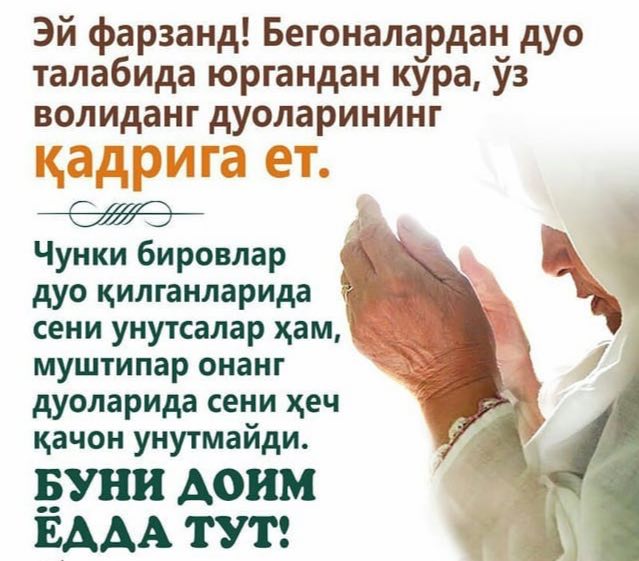 Эй фарзанд! Бегоналардан дуо
талабида юргандан кўра, ўз
волиданг дуоларининг
қадрига ет.
Чунки бировлар
дуо қилганларида
сени унутсалар ҳам,
муштипар онанг
дуоларида сени ҳеч
қачон унутмайди.
БУНИ ДОИМ
ЁДДА ТУТ!